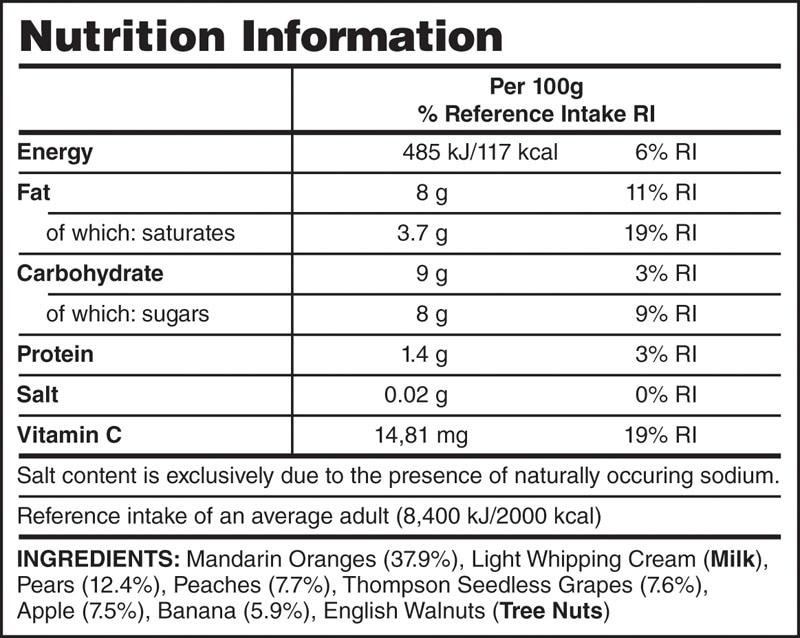 Nutrition Information
Per 100g
% Reference Intake RI
Energy 485 kJ/117 kcal 6% RI
Fat 8 g 11% RI
of which: saturates 3.7 g 19% RI
Carbohydrate 9 g 3% RI
of which: sugars 8 g 9% RI
Protein 1.4 g 3% RI
Salt 0.02 g 0% RI
Vitamin C 14,81 mg 19% RI
Salt content is exclusively due to the presence of naturally occuring sodium.
Reference intake of an average adult (8,400 kJ/2000 kcal)
INGREDIENTS: Mandarin Oranges (37.9%), Light Whipping Cream (Milk),
Pears (12.4%), Peaches (7.7%), Thompson Seedless Grapes (7.6%),
Apple (7.5%), Banana (5.9%), English Walnuts (Tree Nuts)